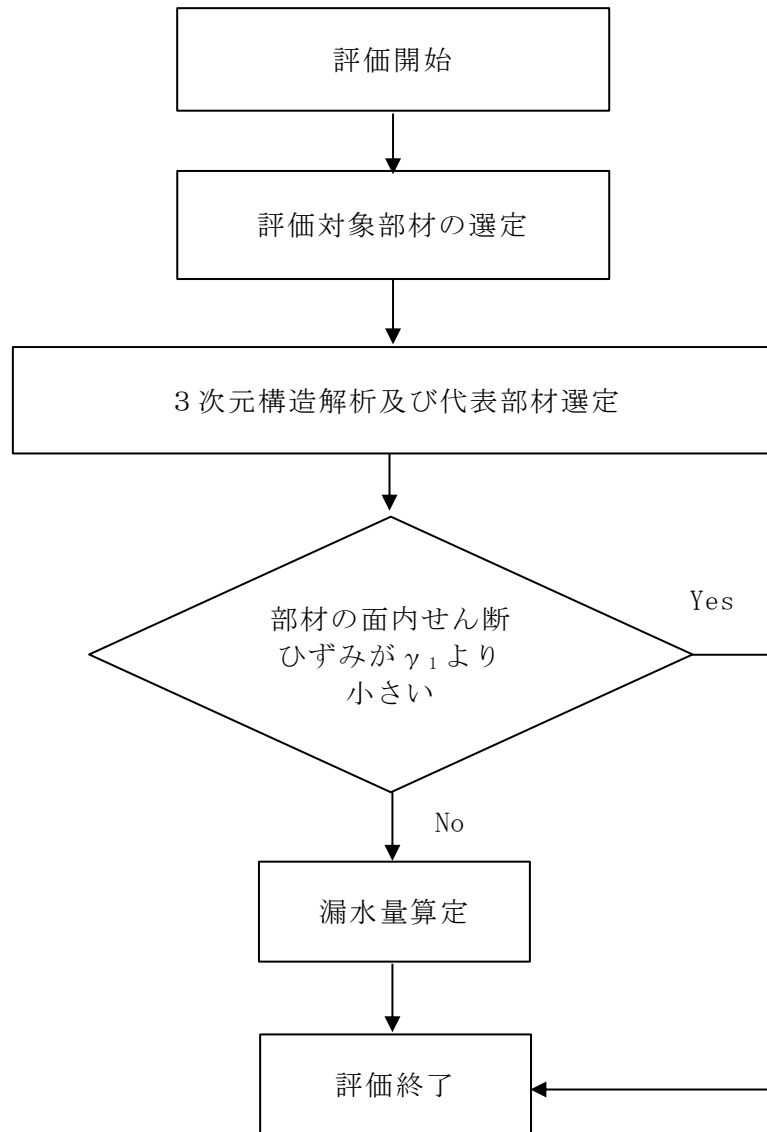 評価開始
評価対象部材の選定
３次元構造解析及び代表部材選定
部材の面内せん断
ひずみがγ₁より
小さい
Yes
No
漏水量算定
評価終了